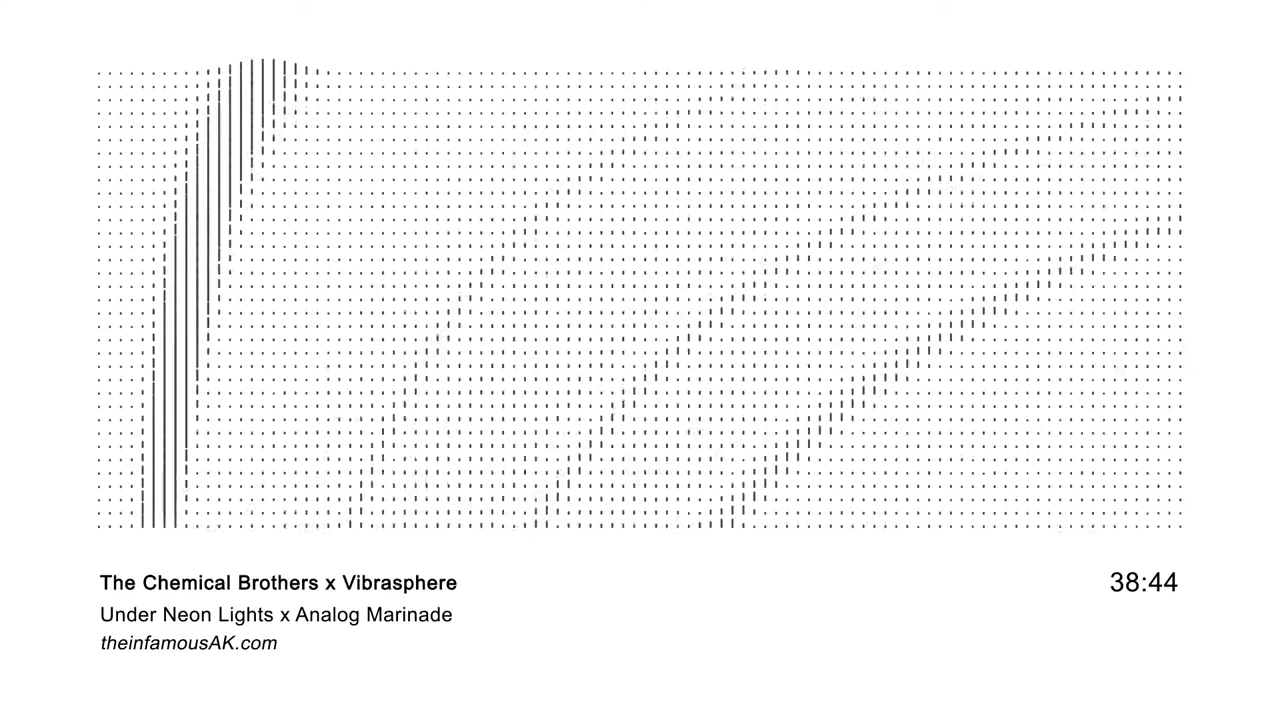 The Chemical Brothers x Vibrasphere
38:44
Under Neon Lights x Analog Marinade
theinfamousAK.com